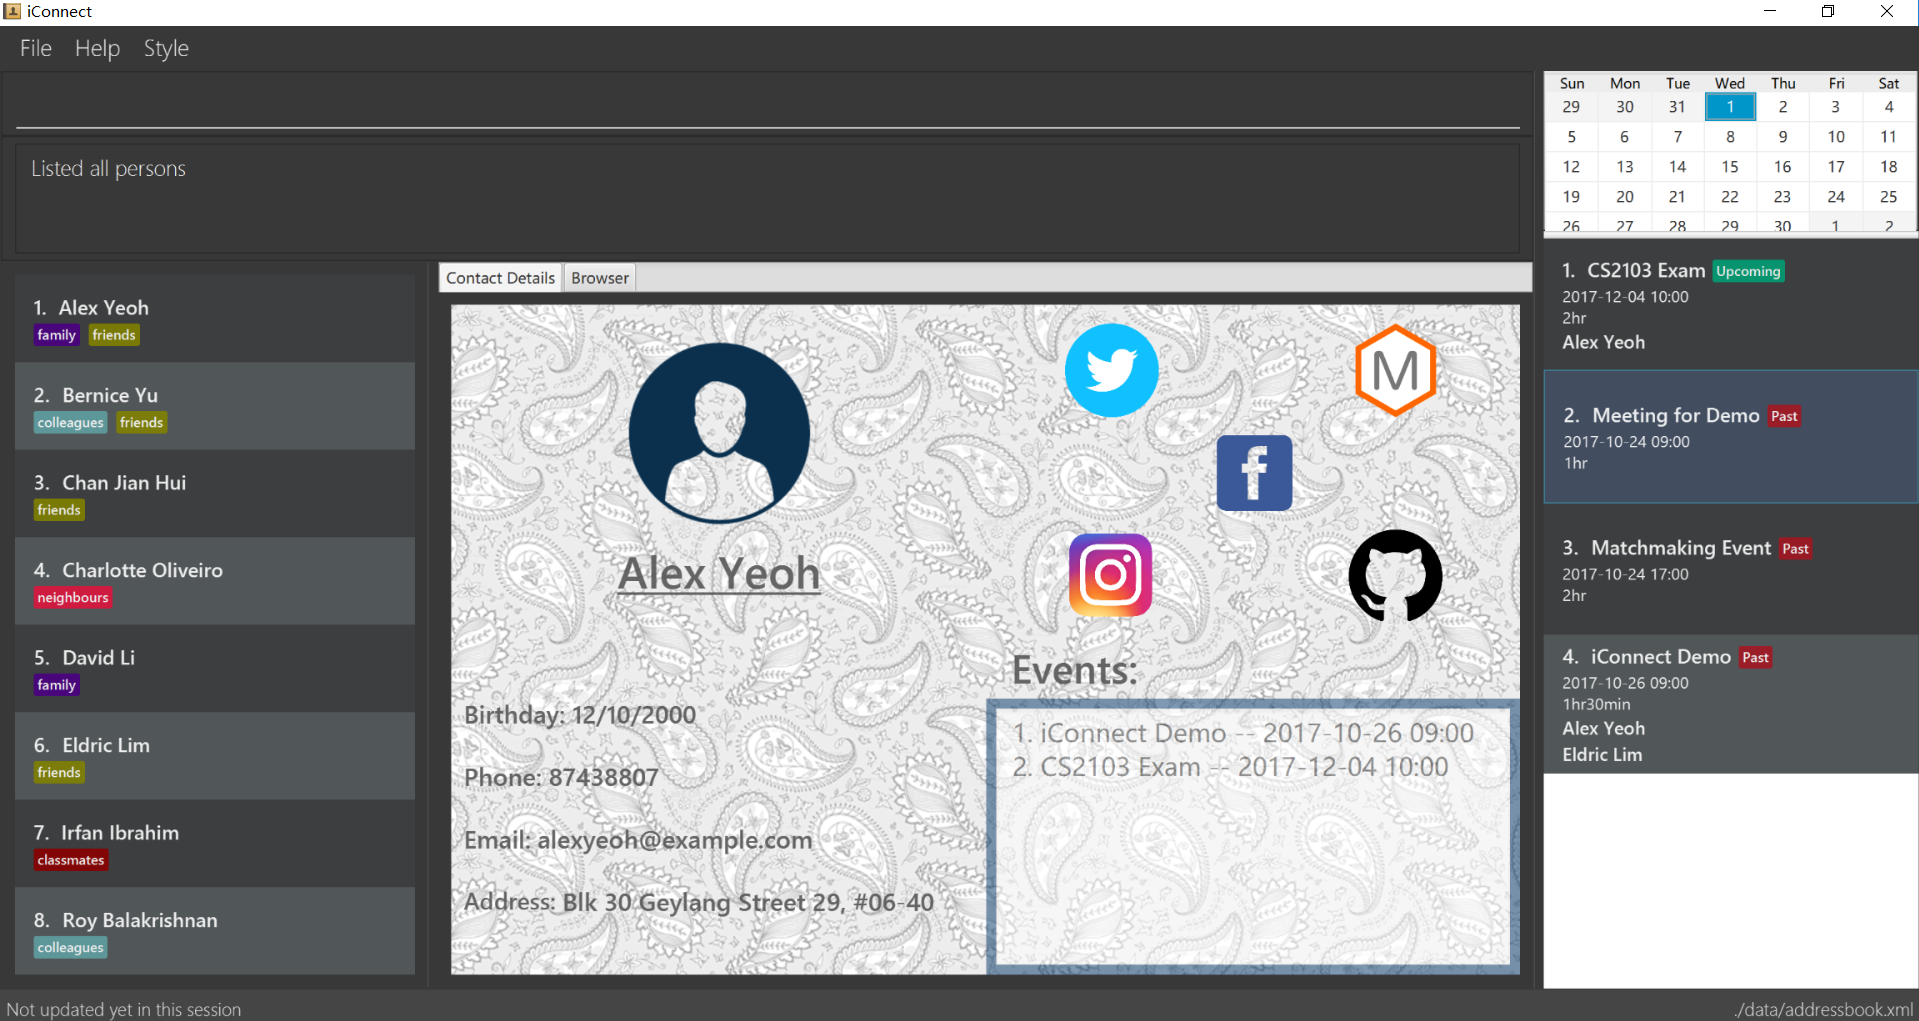 iConnect
File Help Style
Listed all persons
1. Alex Yeoh
family friends
2. Bernice Yu
colleagues friends
3. Chan Jian Hui
friends
4. Charlotte Oliveiro
neighbours
5. David Li
family
6. Eldric Lim
friends
7. Irfan Ibrahim
classmates
8. Roy Balakrishnan
colleagues
Contact Details Browser
M
f
Alex Yeoh
Birthday: 12/10/2000
Phone: 87438807
Email: alexyeoh@example.com
Address: Blk 30 Geylang Street 29, #06-40
Events:
1. iConnect Demo -- 2017-10-26 09:00
2. CS2103 Exam -- 2017-12-04 10:00
Sun Mon Tue Wed Thu Fri Sat
29 30 31 1 2 3 4
5 6 7 8 9 10 11
12 13 14 15 16 17 18
19 20 21 22 23 24 25
26 27 28 29 30 1 2
1. CS2103 Exam Upcoming
2017-12-04 10:00
2hr
Alex Yeoh
2. Meeting for Demo Past
2017-10-24 09:00
1hr
3. Matchmaking Event Past
2017-10-24 17:00
2hr
4. iConnect Demo Past
2017-10-26 09:00
1hr30min
Alex Yeoh
Eldric Lim
Not updated yet in this session
./data/addressbook.xml